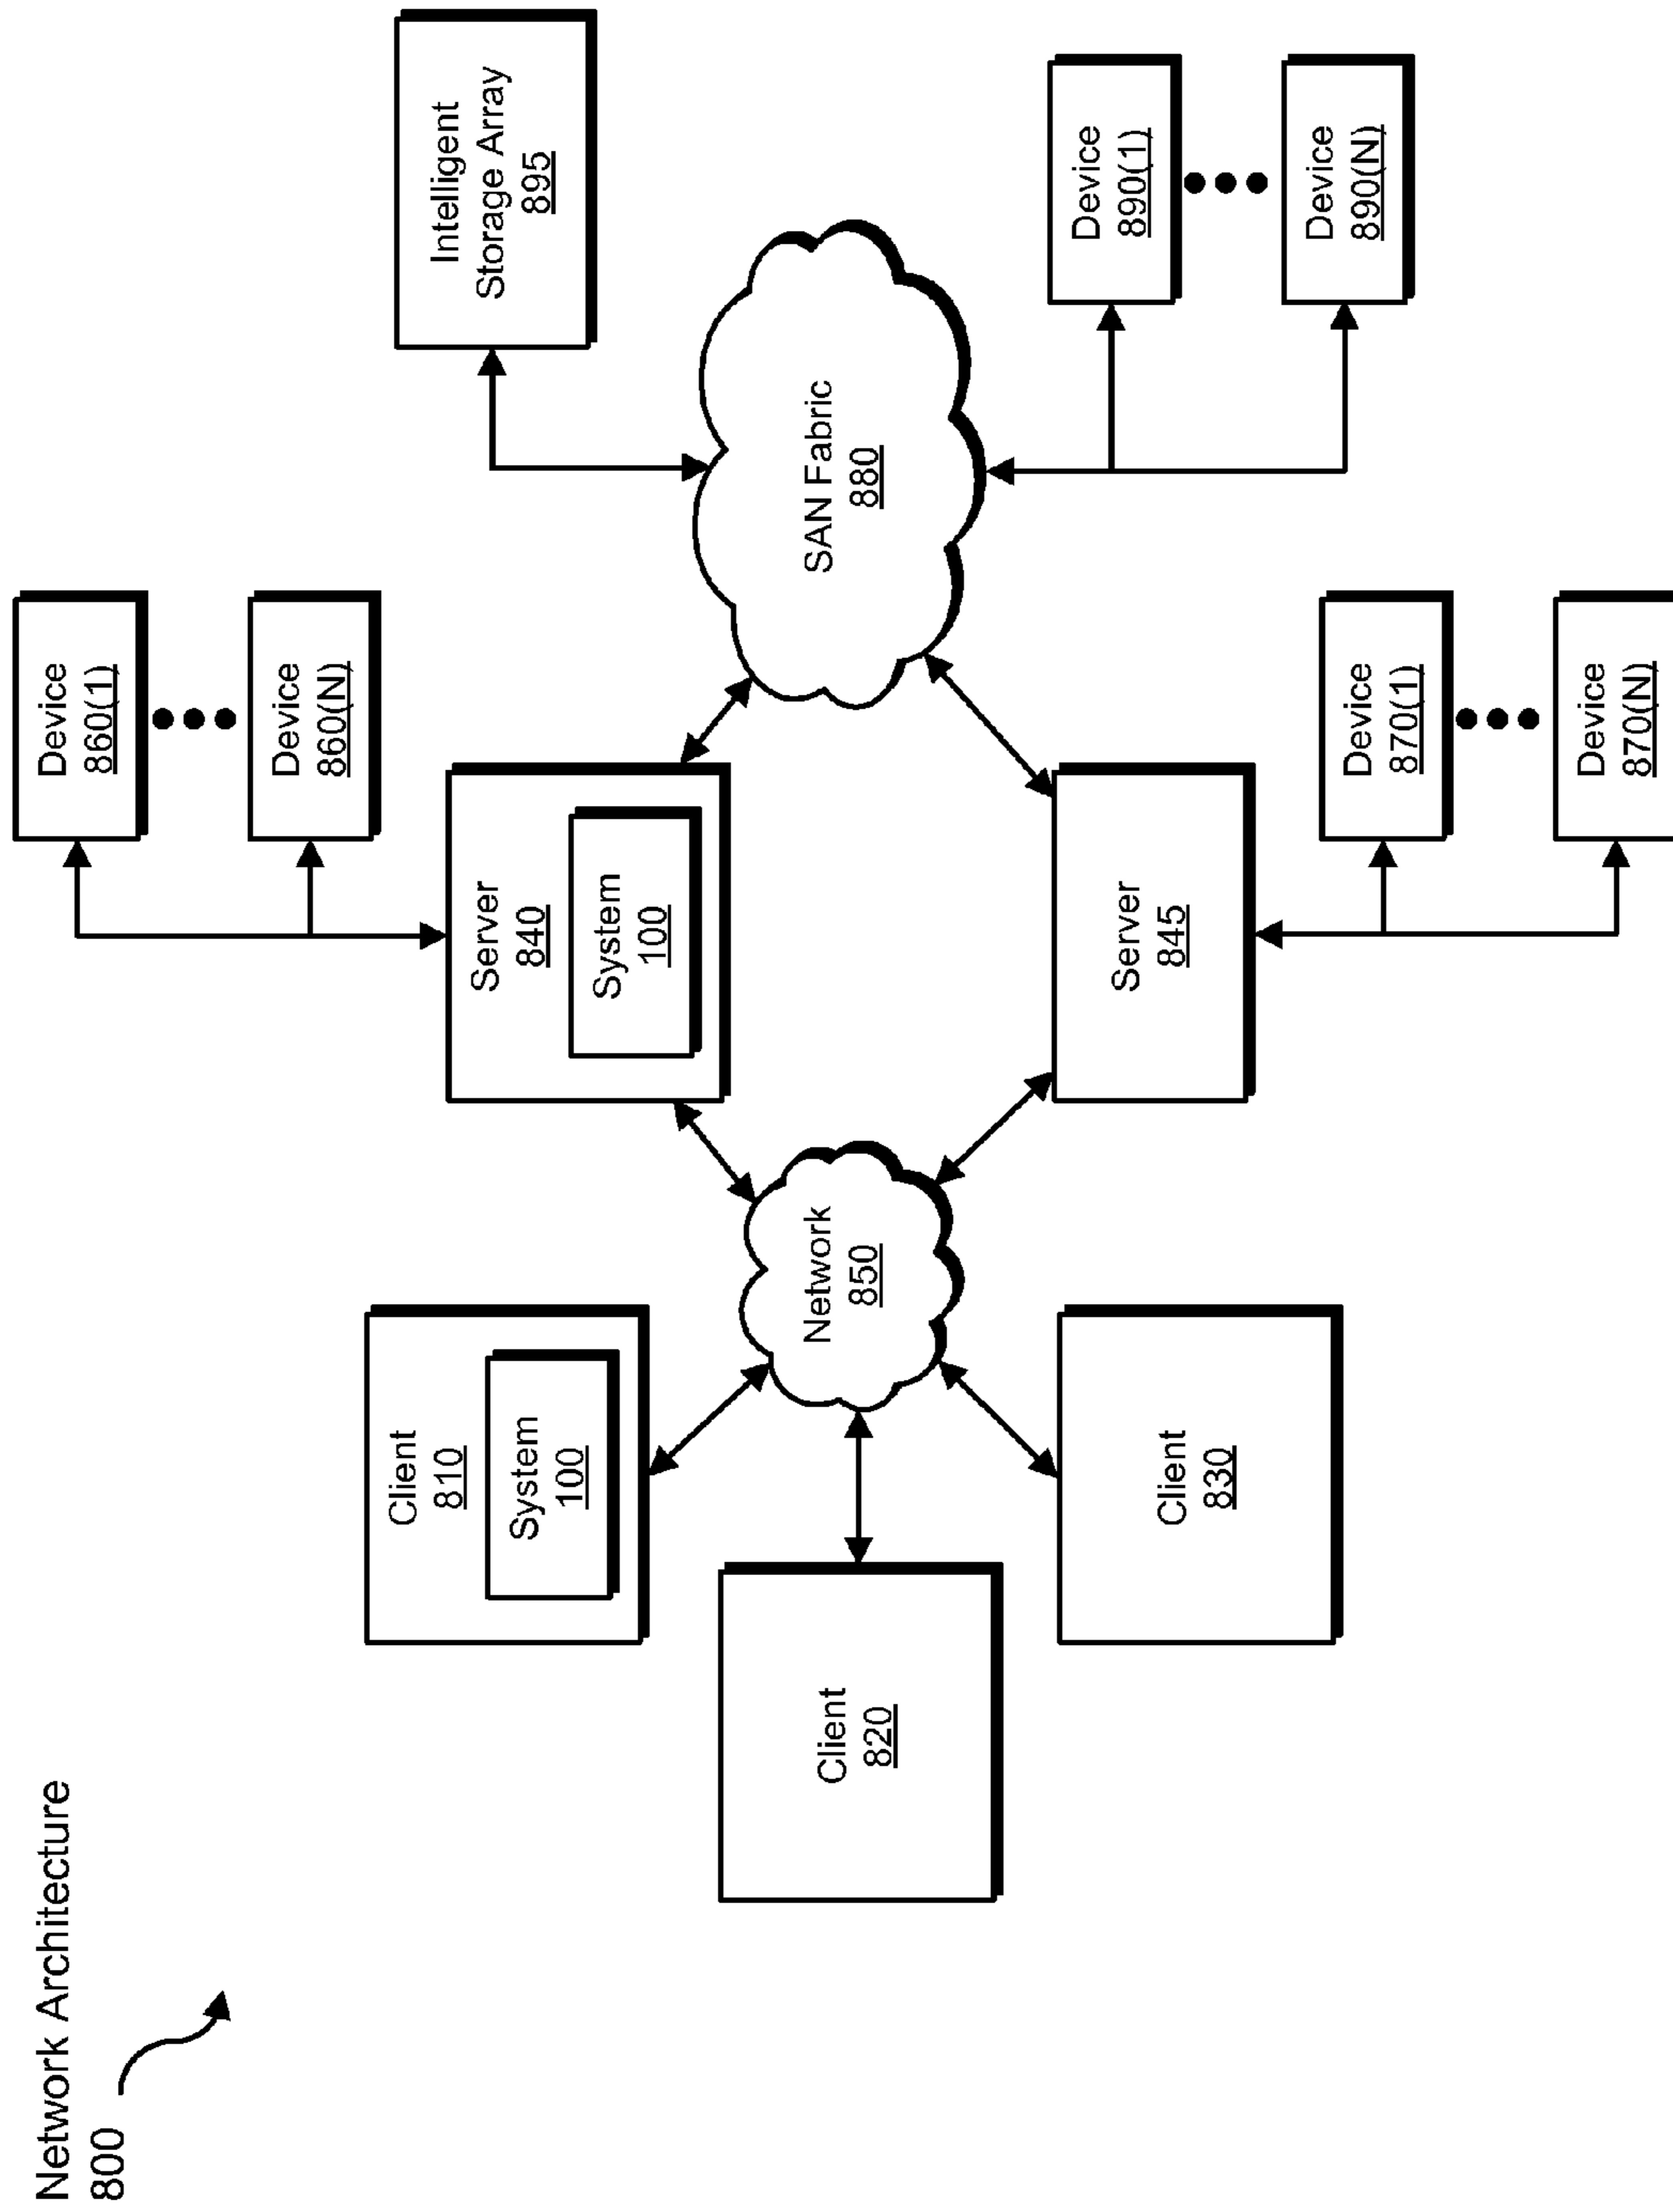 Network Architecture
800
Device
860(1)
Device
860(N)
Intelligent
Storage Array
895
Client
810
System
100
Server
840
System
100
Client
820
Network
850
SAN Fabric
880
Client
830
Server
845
Device
890(1)
Device
890(N)
Device
870(1)
Device
870(N)